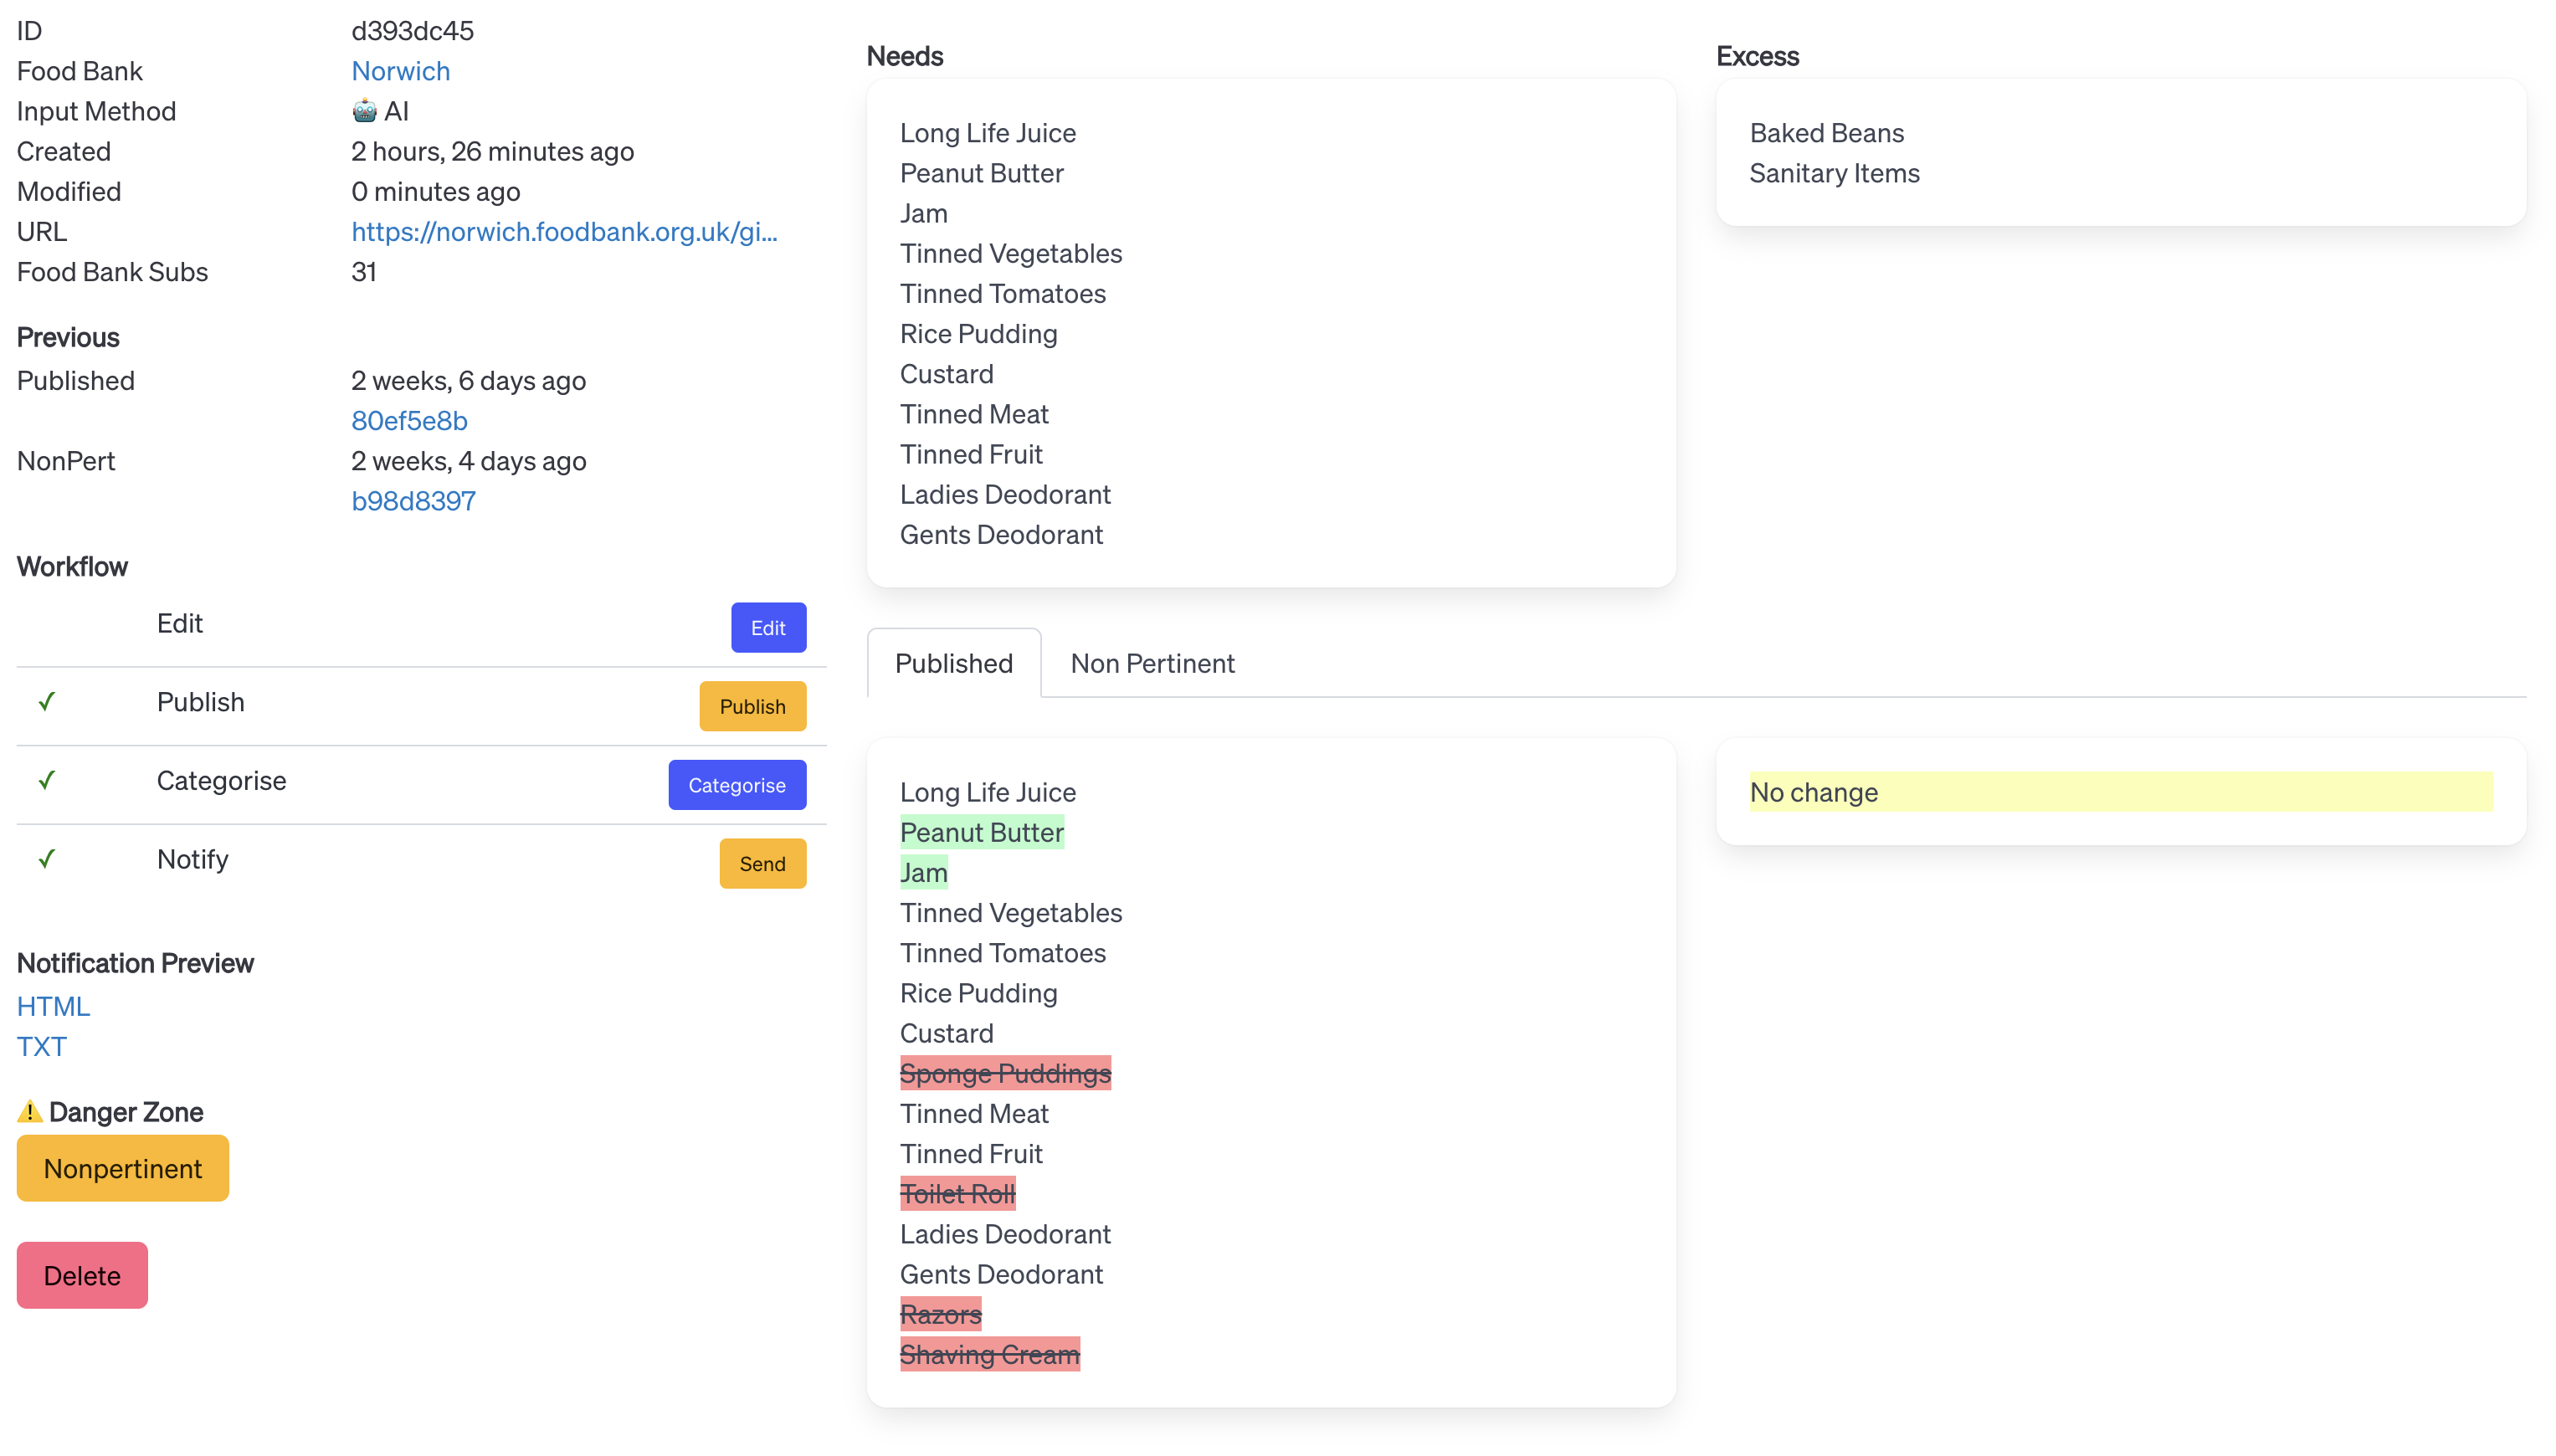 ID d393dc45
Food Bank Norwich
Input Method 🤖 AI
Created 2 hours, 26 minutes ago
Modified 0 minutes ago
URL https://norwich.foodbank.org.uk/gi...
Food Bank Subs 31
Previous
Published 2 weeks, 6 days ago
80ef5e8b
NonPert 2 weeks, 4 days ago
b98d8397
Workflow
Edit Edit
✓ Publish Publish
✓ Categorise Categorise
✓ Notify Send
Notification Preview
HTML
TXT
⚠️ Danger Zone
Nonpertinent
Delete
Needs
Long Life Juice
Peanut Butter
Jam
Tinned Vegetables
Tinned Tomatoes
Rice Pudding
Custard
Tinned Meat
Tinned Fruit
Ladies Deodorant
Gents Deodorant
Excess
Baked Beans
Sanitary Items
Published Non Pertinent
Long Life Juice
Peanut Butter
Jam
Tinned Vegetables
Tinned Tomatoes
Rice Pudding
Custard
Sponge Puddings
Tinned Meat
Tinned Fruit
Toilet Roll
Ladies Deodorant
Gents Deodorant
Razors
Shaving Cream
No change